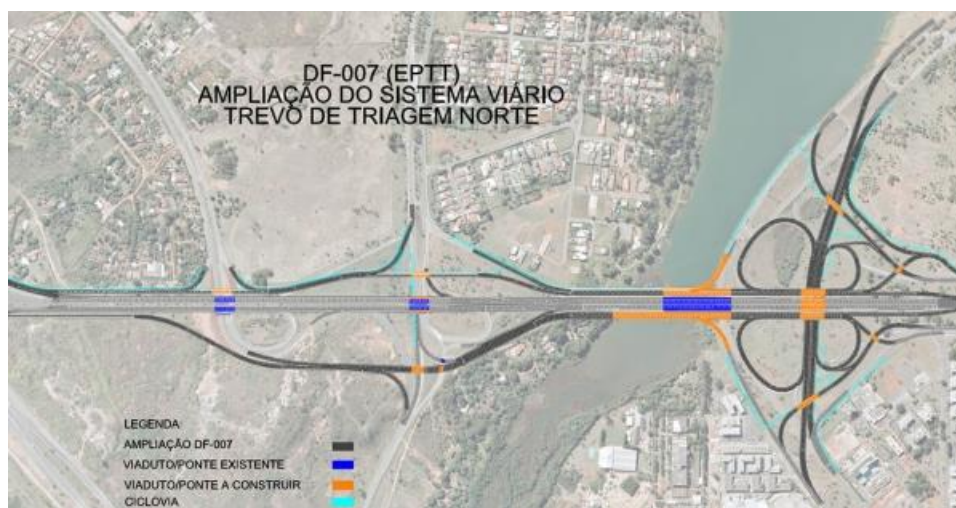 DF-007 (EPTT)
AMPLIAÇÃO DO SISTEMA VIÁRIO
TREVO DE TRIAGEM NORTE
LEGENDA
AMPLIAÇÃO DF-007
VIADUTO/PONTE EXISTENTE
VIADUTO/PONTE A CONSTRUIR
CICLOVIA